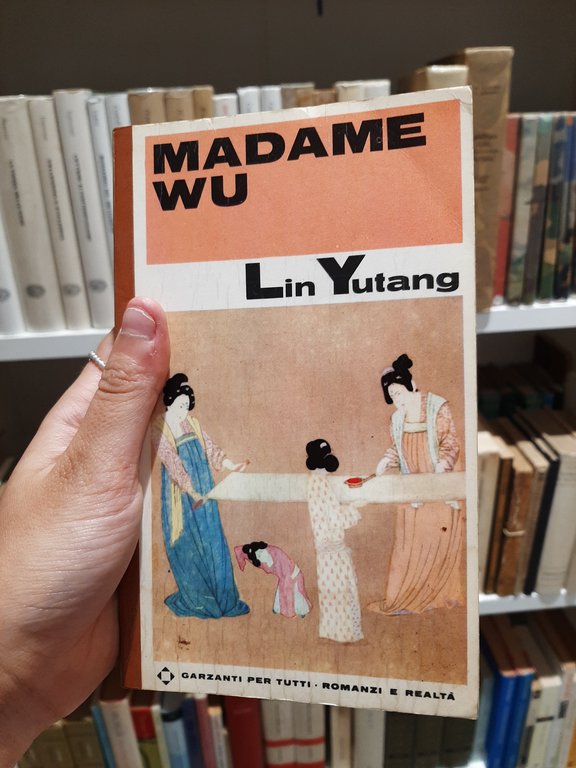 MADAME
WU
Lin Yutang
GARZANTI PER TUTTI · ROMANZI E REALTÀ